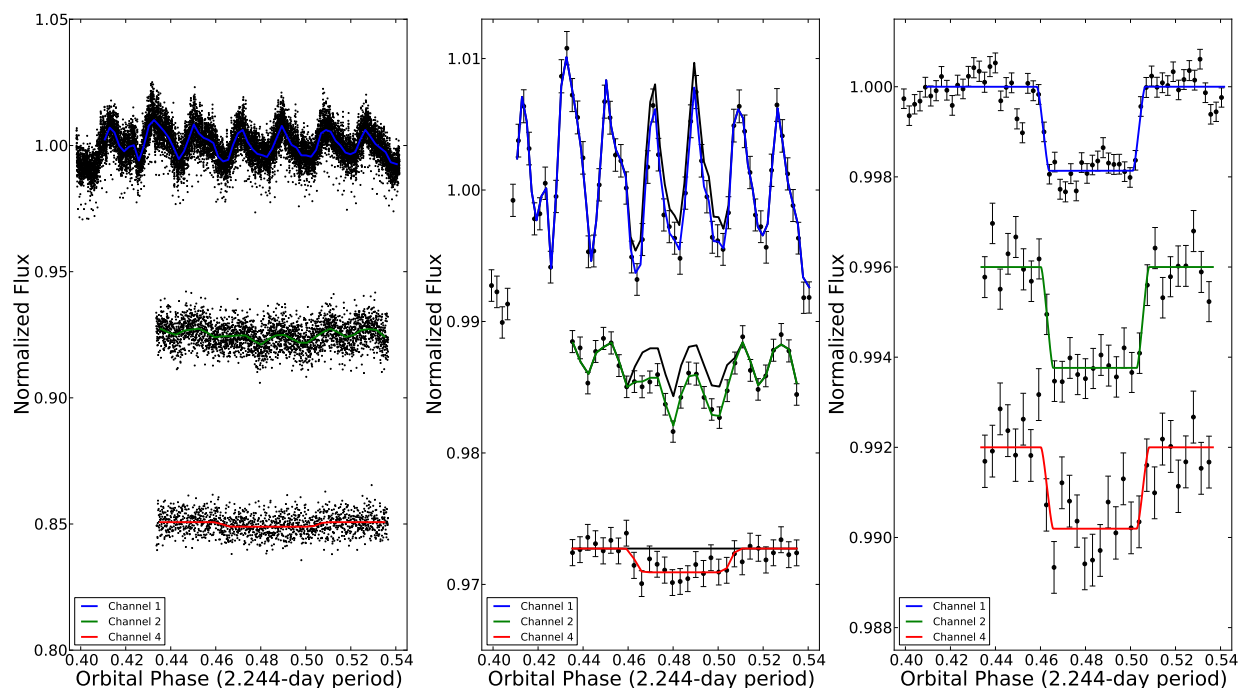 1.05
1.00
0.95
0.90
0.85
0.80
Normalized Flux
Channel 1
Channel 2
Channel 4
0.40 0.42 0.44 0.46 0.48 0.50 0.52 0.54
Orbital Phase (2.244-day period)
1.01
1.00
0.99
0.98
0.97
Normalized Flux
Channel 1
Channel 2
Channel 4
0.40 0.42 0.44 0.46 0.48 0.50 0.52 0.54
Orbital Phase (2.244-day period)
1.000
0.998
0.996
0.994
0.992
0.990
0.988
Normalized Flux
Channel 1
Channel 2
Channel 4
0.40 0.42 0.44 0.46 0.48 0.50 0.52 0.54
Orbital Phase (2.244-day period)